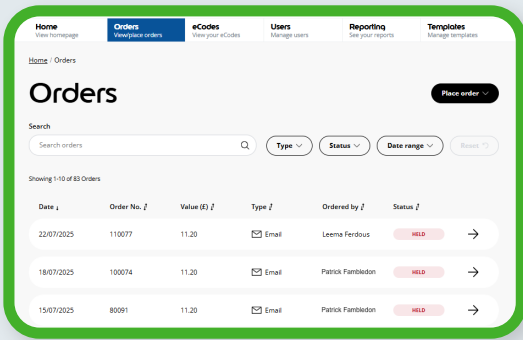 Home Orders eCodes Users Reporting Templates
View homepage View/place orders View your eCodes Manage users See your reports Manage templates
Home / Orders
Orders
Place order
Search
Search orders Type Status Date range Reset
Showing 1-10 of 83 Orders
Date Order No. Value (£) Type Ordered by Status
22/07/2025 110077 11.20 Email Leema Ferdous HELD
18/07/2025 100074 11.20 Email Patrick Fambledon HELD
15/07/2025 80091 11.20 Email Patrick Fambledon HELD